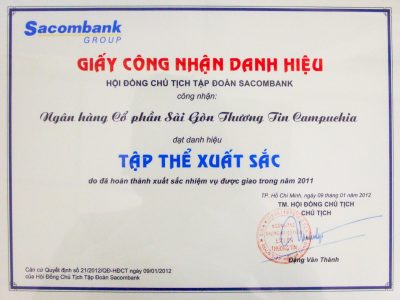 Sacombank
GROUP
GIẤY CÔNG NHẬN DANH HIỆU
HỘI ĐỒNG CHỦ TỊCH TẬP ĐOÀN SACOMBANK
công nhận:
Ngân hàng Cổ phần Sài Gòn Thương Tín Campuchia
đạt danh hiệu
TẬP THỂ XUẤT SẮC
do đã hoàn thành xuất sắc nhiệm vụ được giao trong năm 2011
TP. Hồ Chí Minh, ngày 09 tháng 01 năm 2012
TM. HỘI ĐỒNG CHỦ TỊCH
CHỦ TỊCH
Đặng Văn Thành
Căn cứ Quyết định số 21/2012/QĐ-HĐCT ngày 09/01/2012
của Hội Đồng Chủ Tịch Tập Đoàn Sacombank